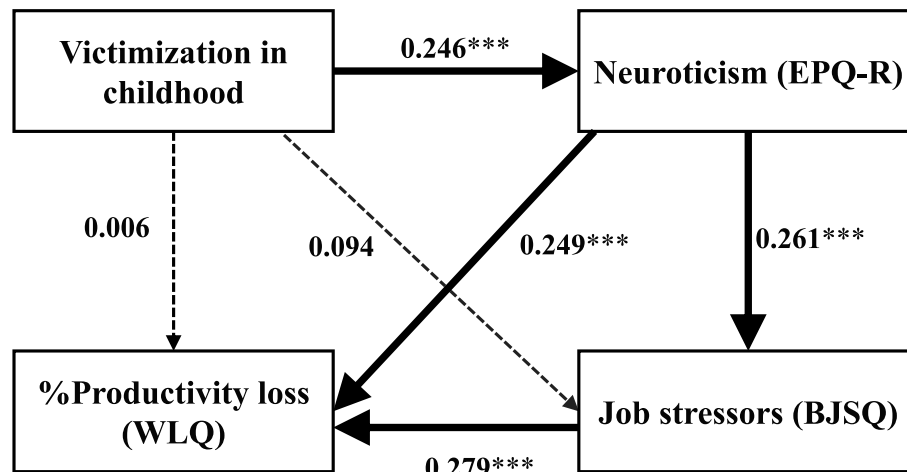 Victimization in
childhood
0.246***
Neuroticism (EPQ-R)
0.006
0.094
0.249***
0.261***
%Productivity loss
(WLQ)
Job stressors (BJSQ)
0.279***